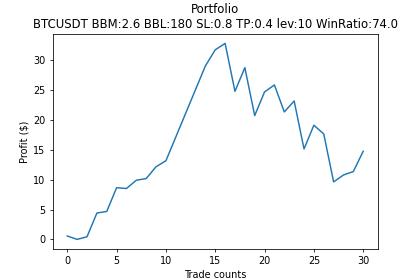 Portfolio
BTCUSDT BBM:2.6 BBL:180 SL:0.8 TP:0.4 lev:10 WinRatio:74.0
30
25
20
15
10
5
0
Profit ($)
0 5 10 15 20 25 30
Trade counts